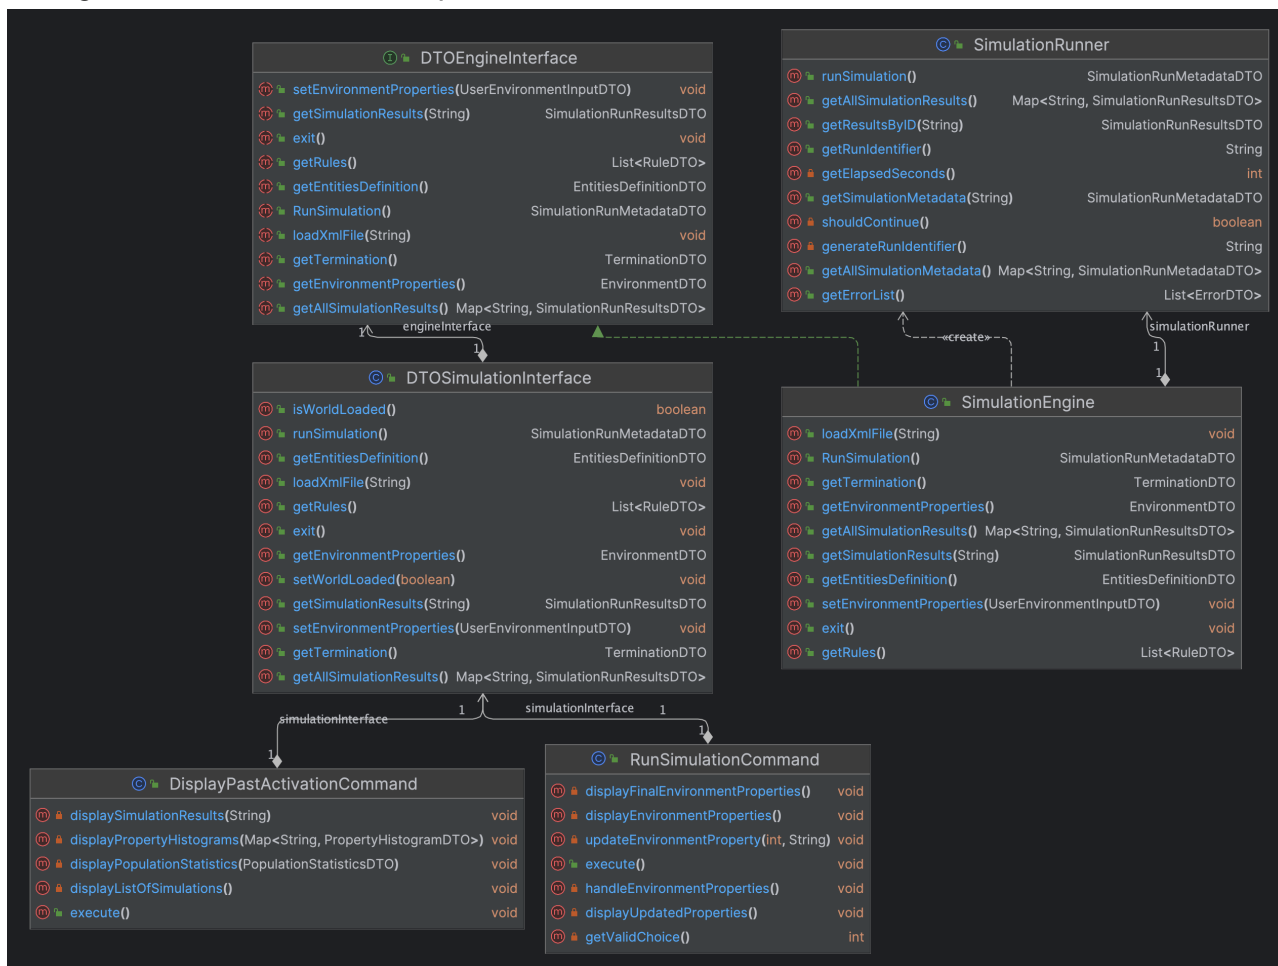 DTOEngineInterface
setEnvironmentProperties(UserEnvironmentInputDTO) void
getSimulationResults(String) SimulationRunResultsDTO
exit() void
getRules() List<RuleDTO>
getEntitiesDefinition() EntitiesDefinitionDTO
RunSimulation() SimulationRunMetadataDTO
loadXmlFile(String) void
getTermination() TerminationDTO
getEnvironmentProperties() EnvironmentDTO
getAllSimulationResults() Map<String, SimulationRunResultsDTO>
SimulationRunner
runSimulation() SimulationRunMetadataDTO
getAllSimulationResults() Map<String, SimulationRunResultsDTO>
getResultsByID(String) SimulationRunResultsDTO
getRunIdentifier() String
getElapsedSeconds() int
getSimulationMetadata(String) SimulationRunMetadataDTO
shouldContinue() boolean
generateRunIdentifier() String
getAllSimulationMetadata() Map<String, SimulationRunMetadataDTO>
getErrorList() List<ErrorDTO>
1 engineInterface
1
«create»
simulationRunner
1
1
DTOSimulationInterface
isWorldLoaded() boolean
runSimulation() SimulationRunMetadataDTO
getEntitiesDefinition() EntitiesDefinitionDTO
loadXmlFile(String) void
getRules() List<RuleDTO>
exit() void
getEnvironmentProperties() EnvironmentDTO
setWorldLoaded(boolean) void
getSimulationResults(String) SimulationRunResultsDTO
setEnvironmentProperties(UserEnvironmentInputDTO) void
getTermination() TerminationDTO
getAllSimulationResults() Map<String, SimulationRunResultsDTO>
SimulationEngine
loadXmlFile(String) void
RunSimulation() SimulationRunMetadataDTO
getTermination() TerminationDTO
getEnvironmentProperties() EnvironmentDTO
getAllSimulationResults() Map<String, SimulationRunResultsDTO>
getSimulationResults(String) SimulationRunResultsDTO
getEntitiesDefinition() EntitiesDefinitionDTO
setEnvironmentProperties(UserEnvironmentInputDTO) void
exit() void
getRules() List<RuleDTO>
simulationInterface 1
1
simulationInterface 1
1
DisplayPastActivationCommand
displaySimulationResults(String) void
displayPropertyHistograms(Map<String, PropertyHistogramDTO>) void
displayPopulationStatistics(PopulationStatisticsDTO) void
displayListOfSimulations() void
execute() void
RunSimulationCommand
displayFinalEnvironmentProperties() void
displayEnvironmentProperties() void
updateEnvironmentProperty(int, String) void
execute() void
handleEnvironmentProperties() void
displayUpdatedProperties() void
getValidChoice() int